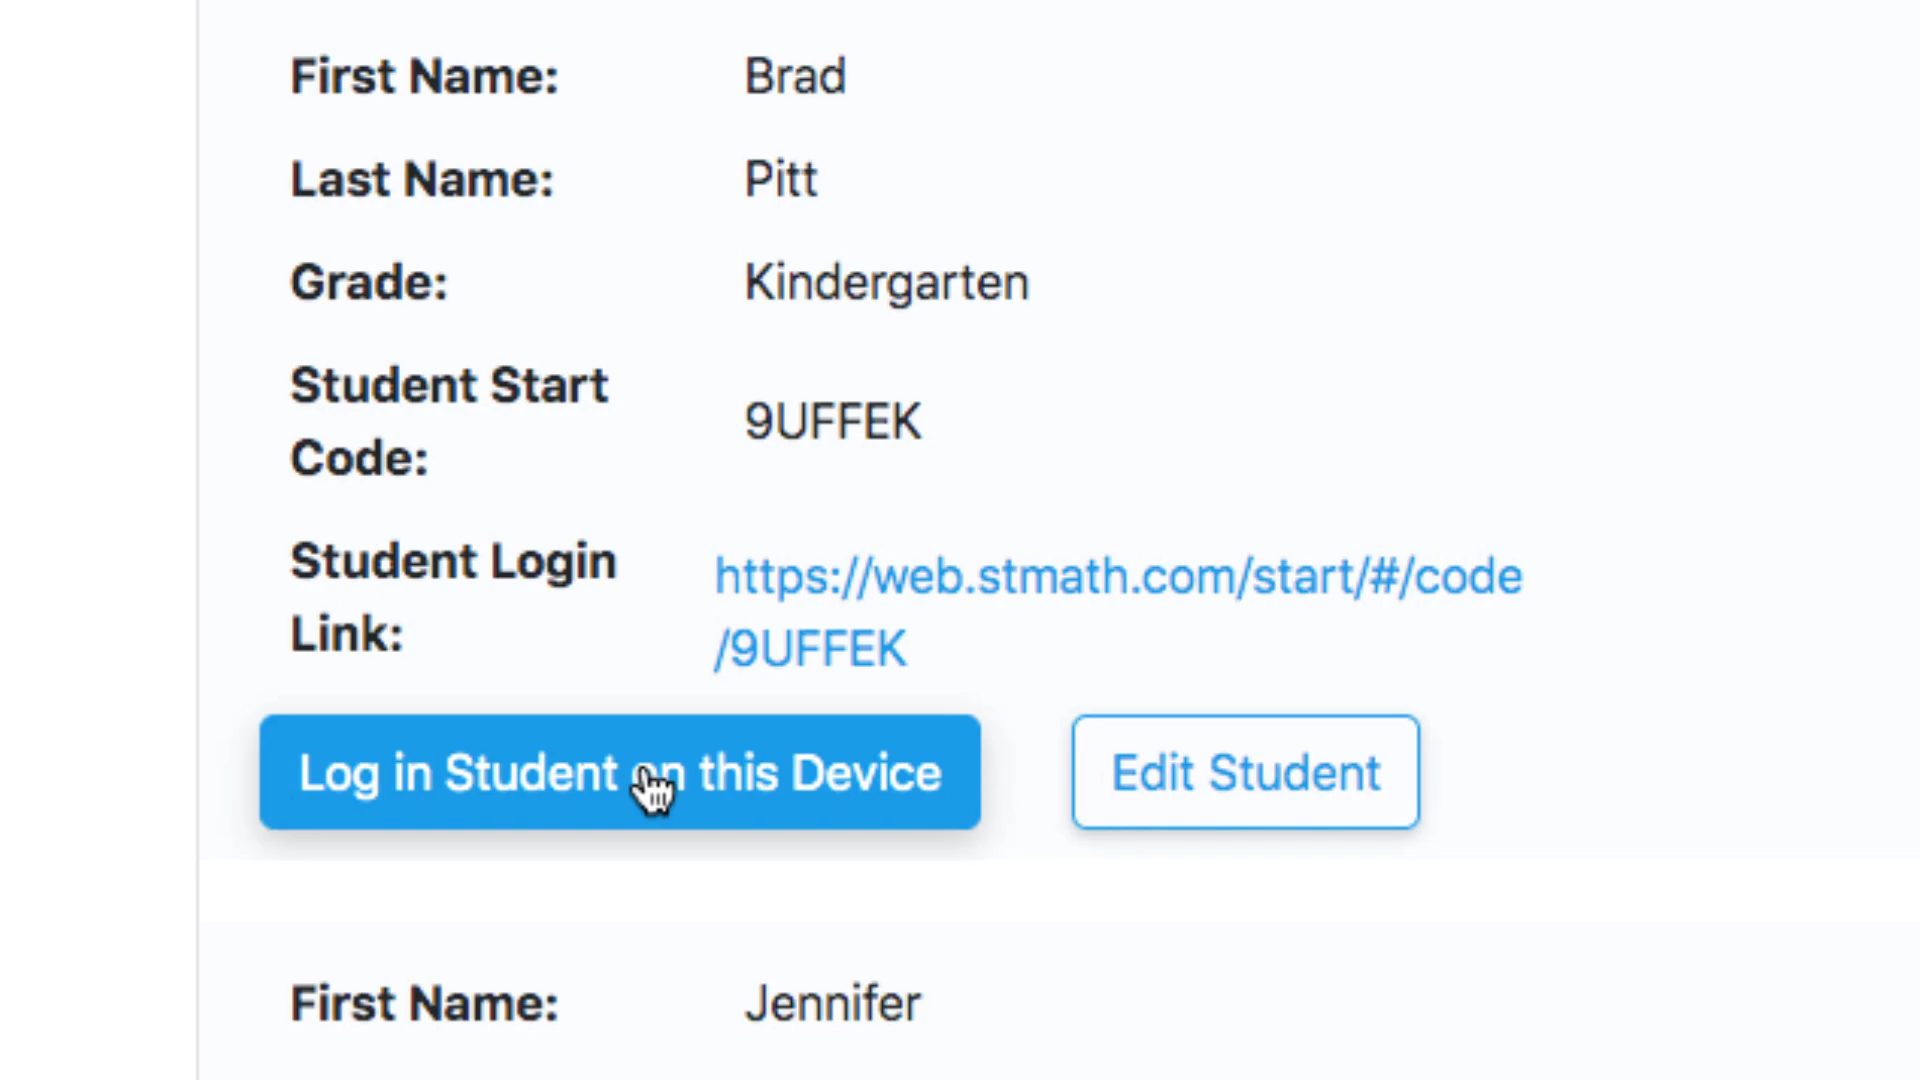 First Name: Brad
Last Name: Pitt
Grade: Kindergarten
Student Start
Code:
9UFFEK
Student Login
Link:
https://web.stmath.com/start/#/code
/9UFFEK
Log in Student on this Device
Edit Student
First Name: Jennifer